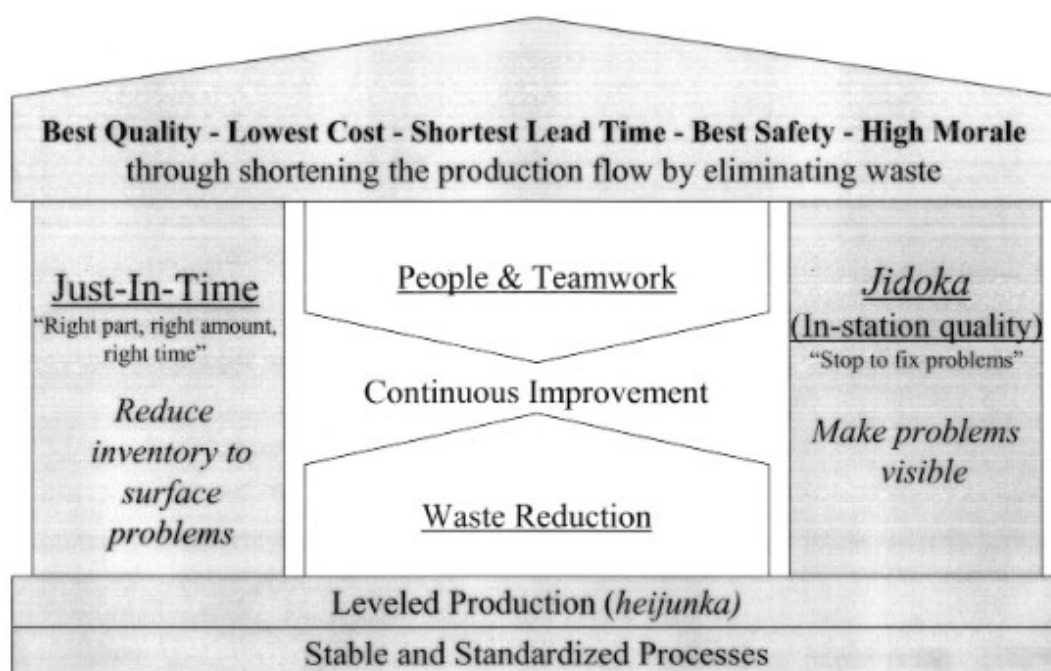 Best Quality - Lowest Cost - Shortest Lead Time - Best Safety - High Morale
through shortening the production flow by eliminating waste
Just-In-Time
“Right part, right amount,
right time”
Reduce
inventory to
surface
problems
People & Teamwork
Continuous Improvement
Waste Reduction
Jidoka
(In-station quality)
“Stop to fix problems”
Make problems
visible
Leveled Production (heijunka)
Stable and Standardized Processes